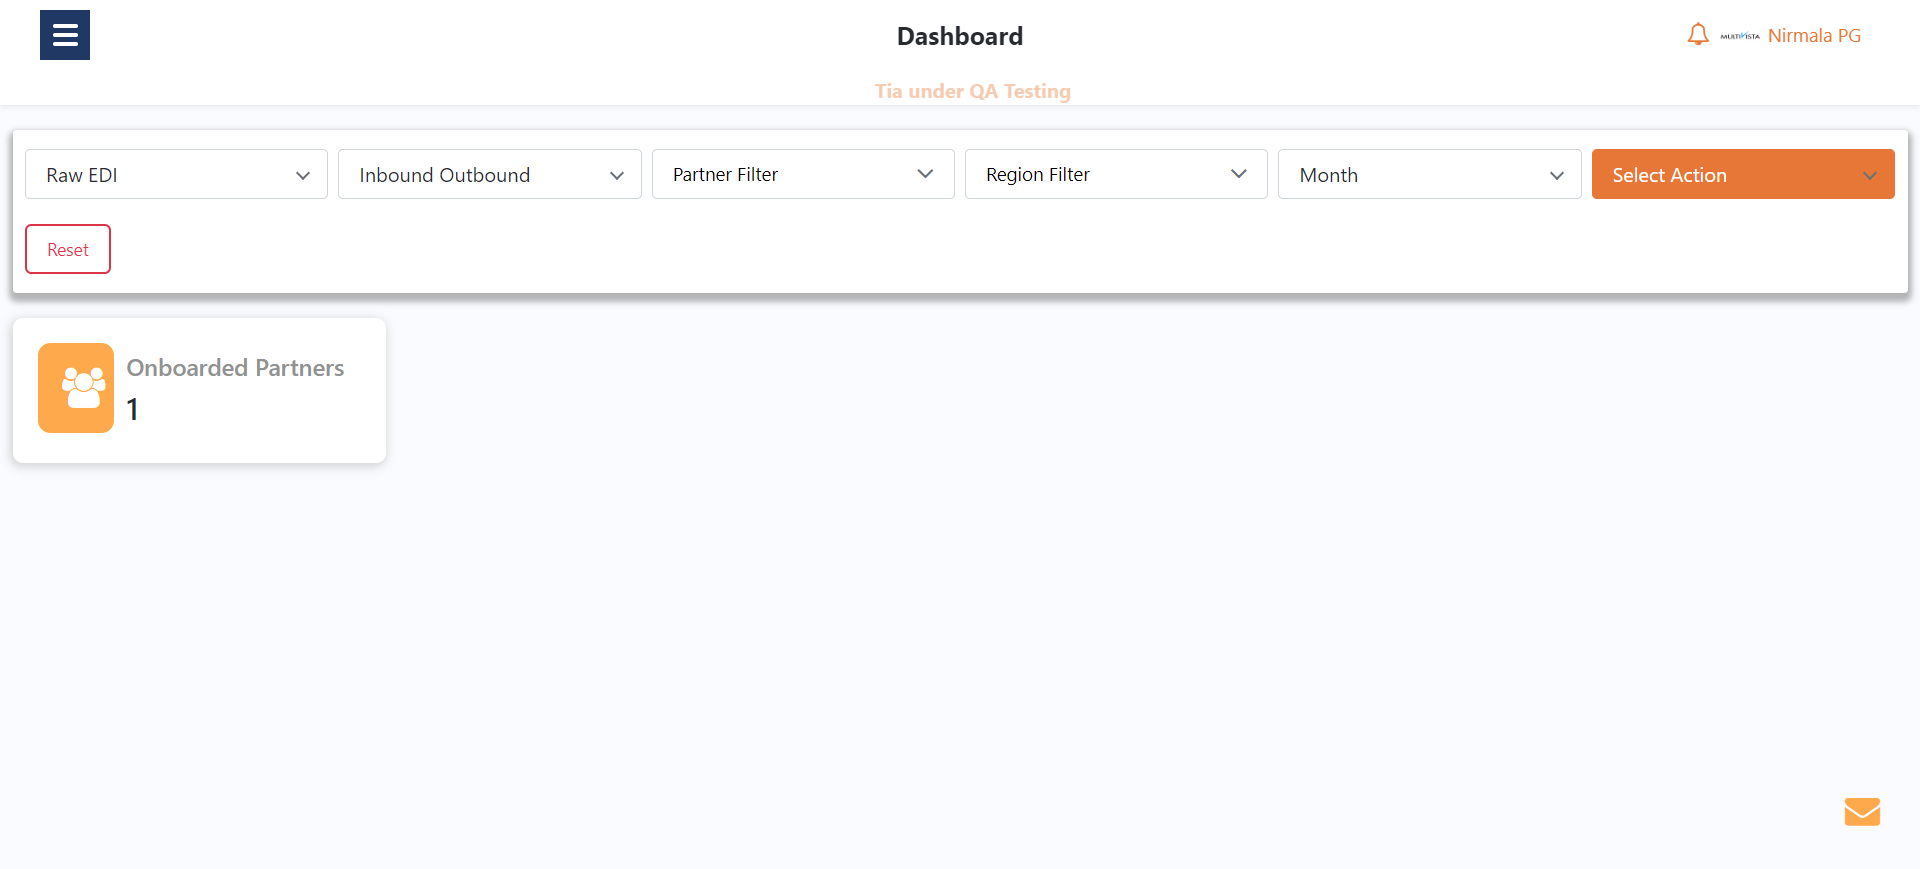 Dashboard
MULTIVISTA Nirmala PG
Tia under QA Testing
Raw EDI
Inbound Outbound
Partner Filter
Region Filter
Month
Select Action
Reset
Onboarded Partners
1